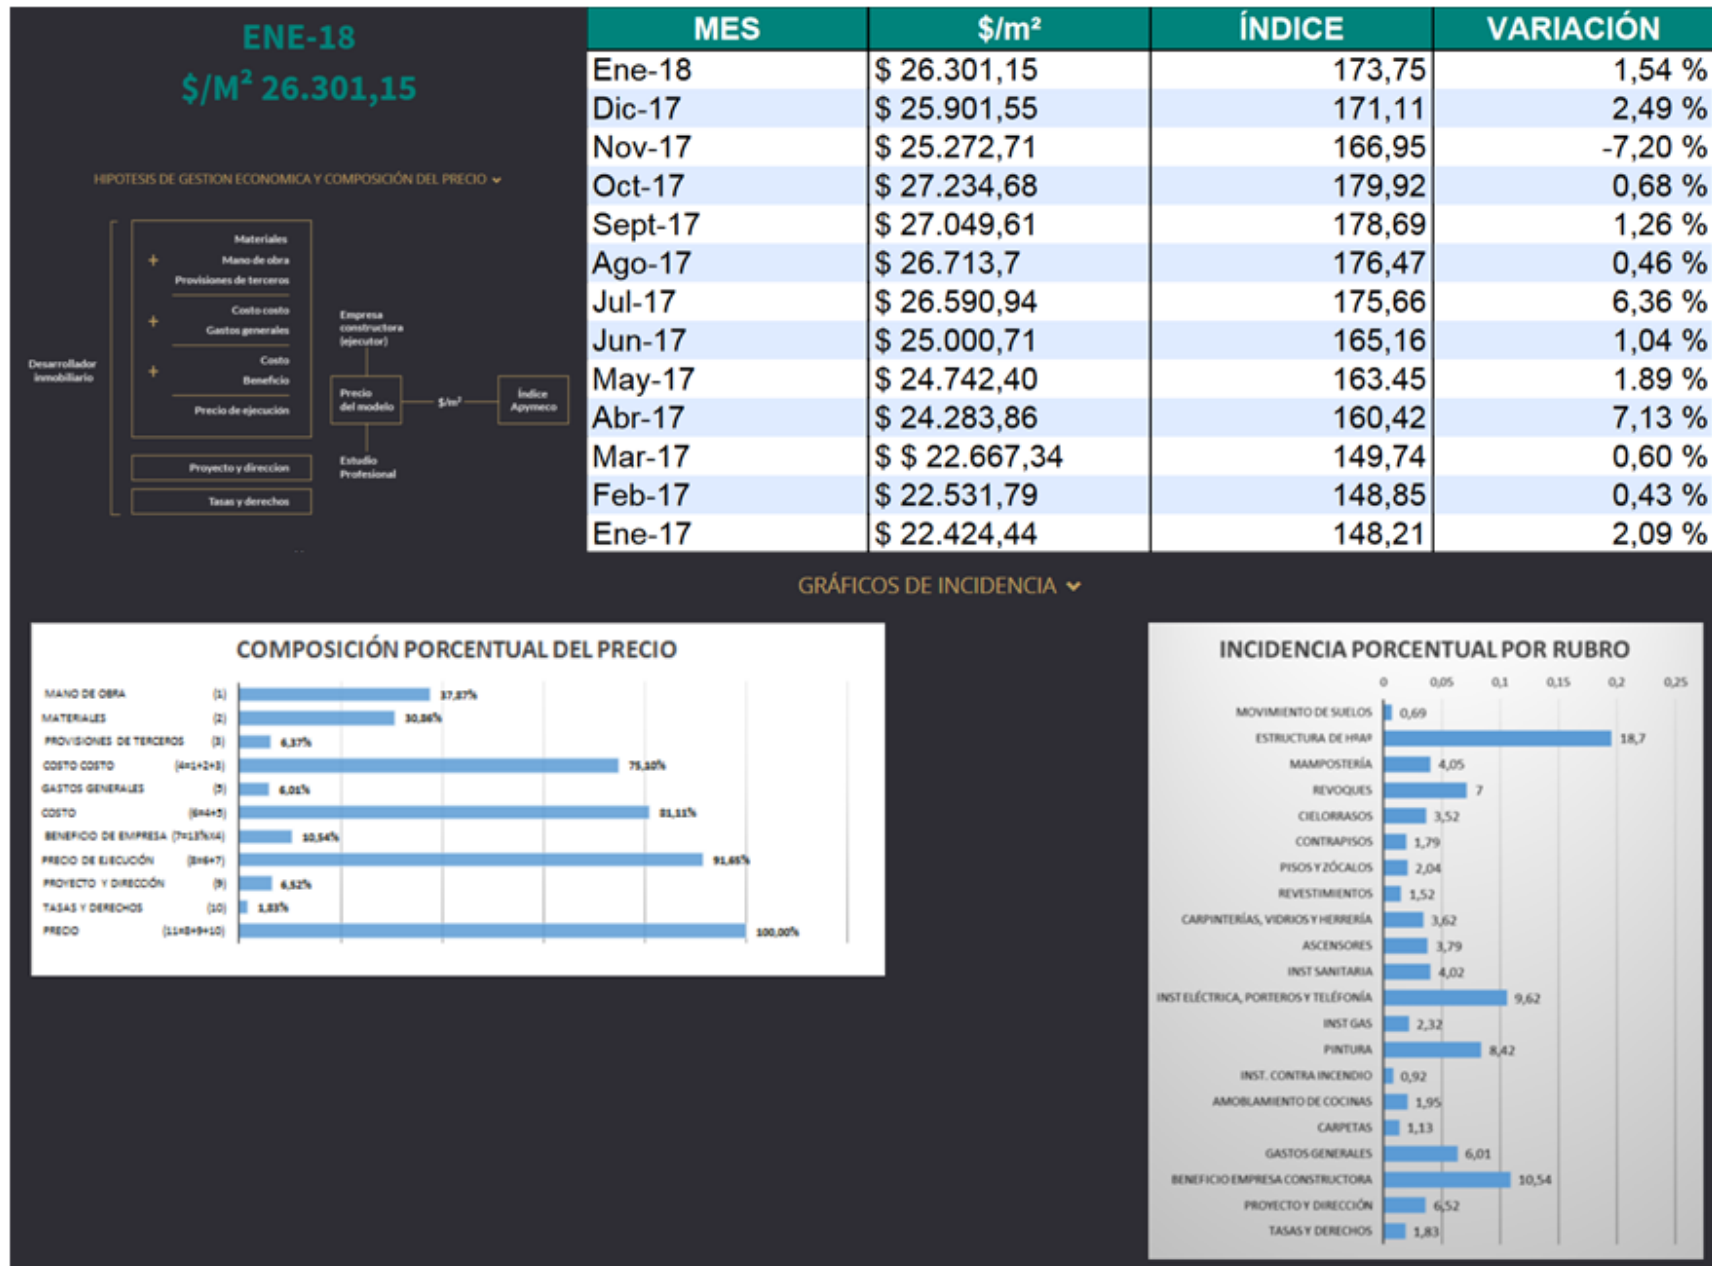 ENE-18
$/M² 26.301,15
HIPOTESIS DE GESTION ECONOMICA Y COMPOSICIÓN DEL PRECIO
Desarrollador
inmobiliario
+
Materiales
Mano de obra
Provisiones de terceros
+
Costo costo
Gastos generales
+
Costo
Beneficio
Precio de ejecución
Proyecto y direccion
Tasas y derechos
Empresa
constructora
(ejecutor)
Precio
del modelo
Estudio
Profesional
$/m²
Índice
Apymeco
MES $/m² ÍNDICE VARIACIÓN
Ene-18 $ 26.301,15 173,75 1,54 %
Dic-17 $ 25.901,55 171,11 2,49 %
Nov-17 $ 25.272,71 166,95 -7,20 %
Oct-17 $ 27.234,68 179,92 0,68 %
Sept-17 $ 27.049,61 178,69 1,26 %
Ago-17 $ 26.713,7 176,47 0,46 %
Jul-17 $ 26.590,94 175,66 6,36 %
Jun-17 $ 25.000,71 165,16 1,04 %
May-17 $ 24.742,40 163.45 1.89 %
Abr-17 $ 24.283,86 160,42 7,13 %
Mar-17 $ $ 22.667,34 149,74 0,60 %
Feb-17 $ 22.531,79 148,85 0,43 %
Ene-17 $ 22.424,44 148,21 2,09 %
GRÁFICOS DE INCIDENCIA
COMPOSICIÓN PORCENTUAL DEL PRECIO
MANO DE OBRA (1) 37,87%
MATERIALES (2) 30,86%
PROVISIONES DE TERCEROS (3) 6,37%
COSTO COSTO (4=1+2+3) 75,10%
GASTOS GENERALES (5) 6,01%
COSTO (6=4+5) 81,11%
BENEFICIO DE EMPRESA (7=13%X4) 10,54%
PRECIO DE EJECUCIÓN (8=6+7) 91,65%
PROYECTO Y DIRECCIÓN (9) 6,52%
TASAS Y DERECHOS (10) 1,83%
PRECIO (11=8+9+10) 100,00%
INCIDENCIA PORCENTUAL POR RUBRO
0 0,05 0,1 0,15 0,2 0,25
MOVIMIENTO DE SUELOS 0,69
ESTRUCTURA DE HºAº 18,7
MAMPOSTERÍA 4,05
REVOQUES 7
CIELORRASOS 3,52
CONTRAPISOS 1,79
PISOS Y ZÓCALOS 2,04
REVESTIMIENTOS 1,52
CARPINTERÍAS, VIDRIOS Y HERRERÍA 3,62
ASCENSORES 3,79
INST SANITARIA 4,02
INST ELÉCTRICA, PORTEROS Y TELÉFONÍA 9,62
INST GAS 2,32
PINTURA 8,42
INST. CONTRA INCENDIO 0,92
AMOBLAMIENTO DE COCINAS 1,95
CARPETAS 1,13
GASTOS GENERALES 6,01
BENEFICIO EMPRESA CONSTRUCTORA 10,54
PROYECTO Y DIRECCIÓN 6,52
TASAS Y DERECHOS 1,83